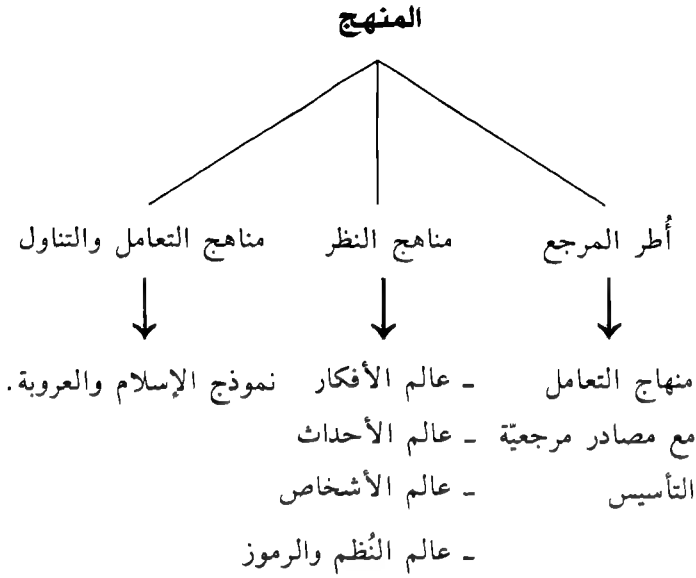 المنهج
أُطر المرجع
مناهج النظر
مناهج التعامل والتناول
منهاج التعامل
مع مصادر مرجعيّة
التأسيس
ـ عالم الأفكار
ـ عالم الأحداث
ـ عالم الأشخاص
ـ عالم النُظم والرموز
نموذج الإسلام والعروبة.